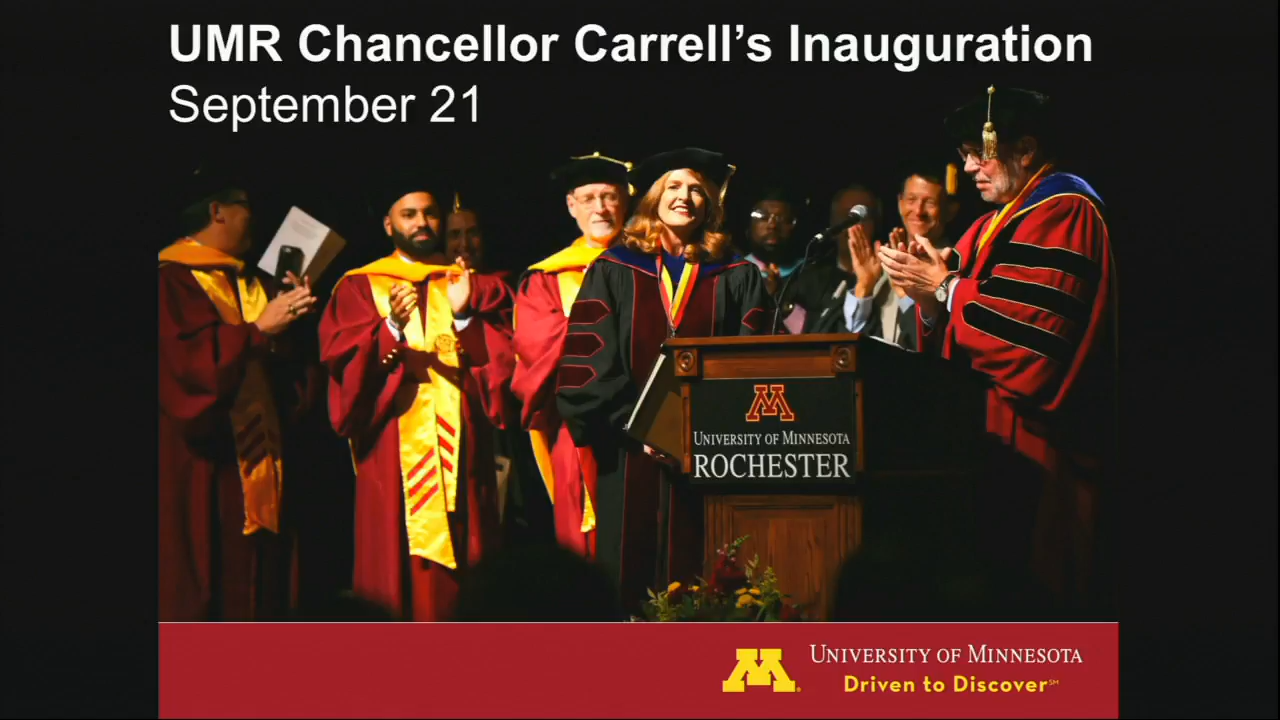 UMR Chancellor Carrell’s Inauguration
September 21
M
UNIVERSITY OF MINNESOTA
ROCHESTER
M
UNIVERSITY OF MINNESOTA
Driven to Discover℠